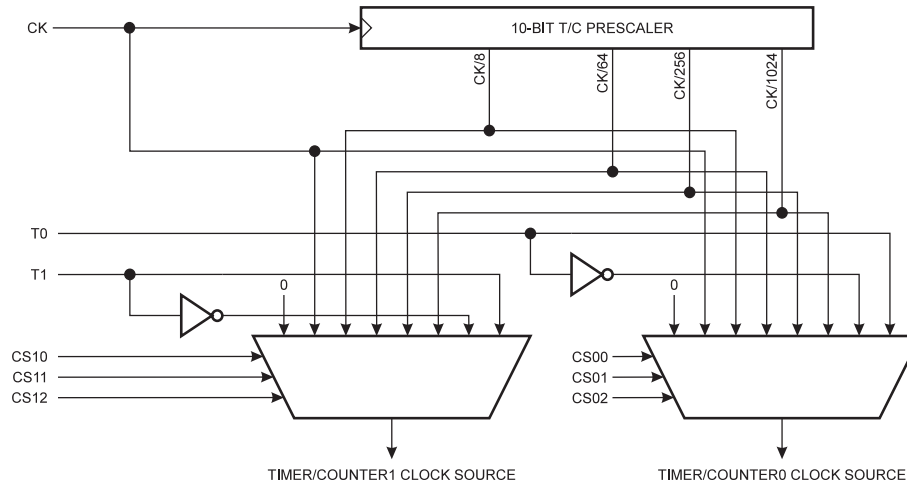 CK
10-BIT T/C PRESCALER
CK/8
CK/64
CK/256
CK/1024
T0
T1
0
0
CS10
CS11
CS12
CS00
CS01
CS02
TIMER/COUNTER1 CLOCK SOURCE
TIMER/COUNTER0 CLOCK SOURCE